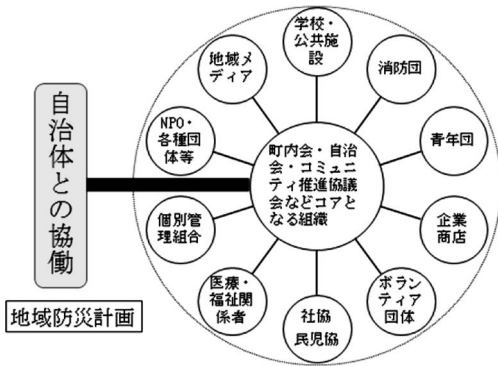 学校・
公共施
設
消防団
青年団
企業
商店
ボラン
ティア
団体
社協
民児協
医療・
福祉関
係者
個別管
理組合
NPO・
各種団
体等
地域メ
ディア
町内会・自治
会・コミュニ
ティ推進協議
会などコアと
なる組織
自治体との協働
地域防災計画